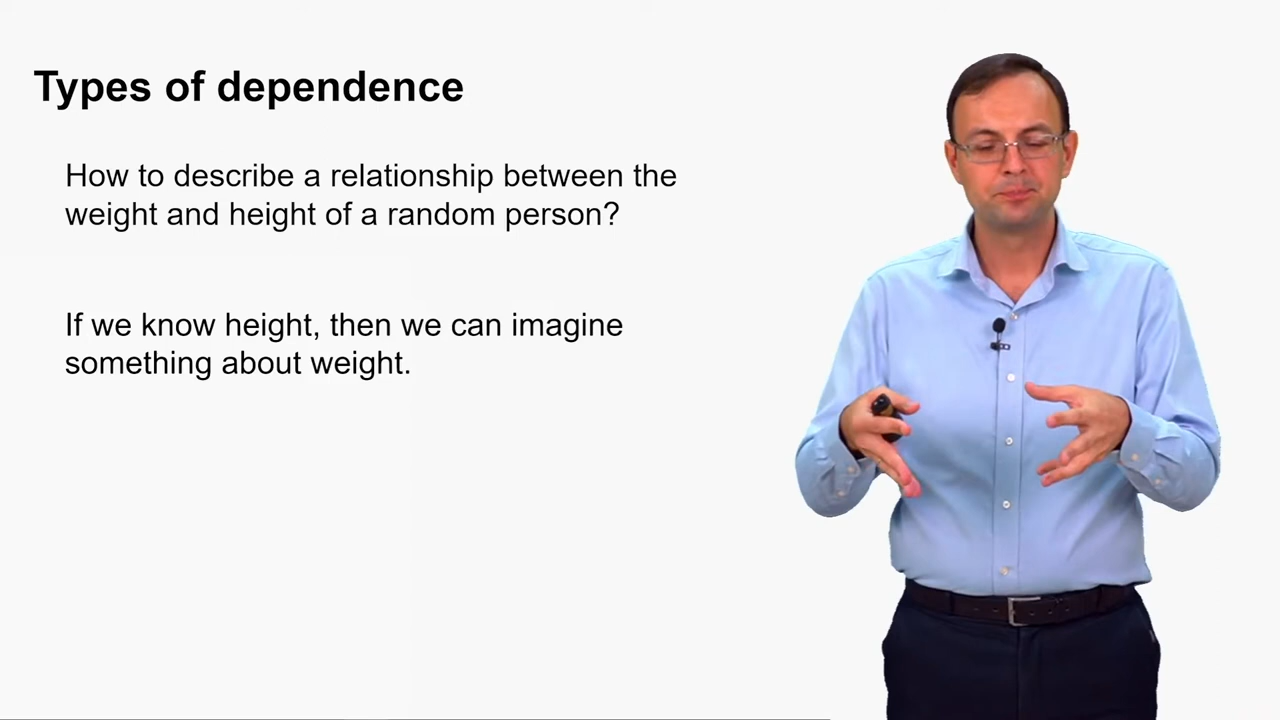 Types of dependence
How to describe a relationship between the
weight and height of a random person?
If we know height, then we can imagine
something about weight.